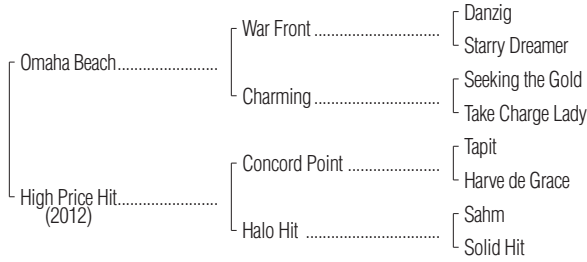 Danzig
War Front
Starry Dreamer
Omaha Beach
Seeking the Gold
Charming
Take Charge Lady
Tapit
Concord Point
Harve de Grace
High Price Hit
(2012)
Sahm
Halo Hit
Solid Hit